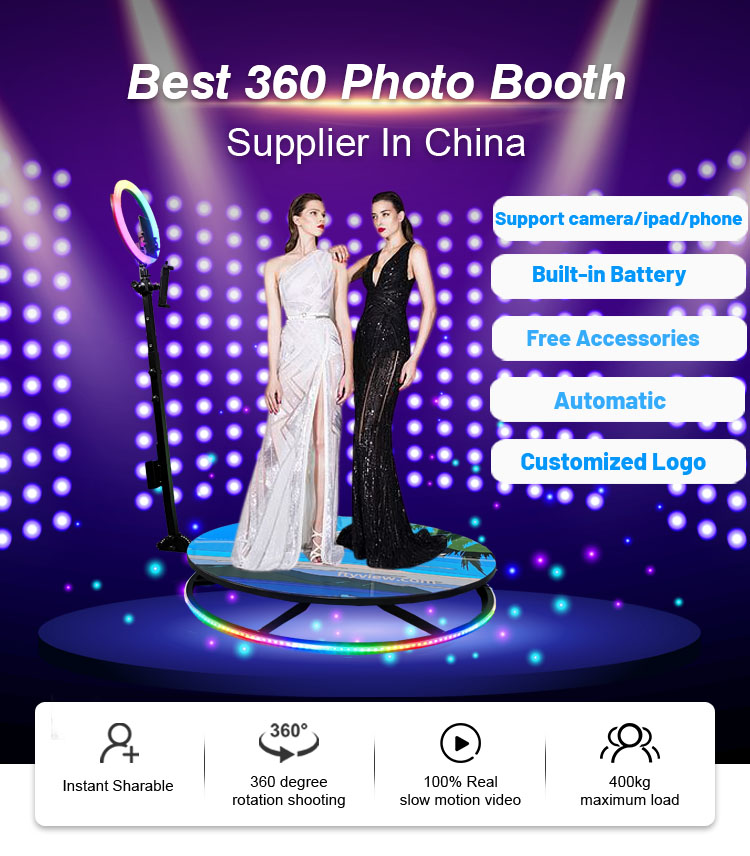 Best 360 Photo Booth
Supplier In China
Support camera/ipad/phone
Built-in Battery
Free Accessories
Automatic
Customized Logo
360°
Instant Sharable
360 degree
rotation shooting
100% Real
slow motion video
400kg
maximum load